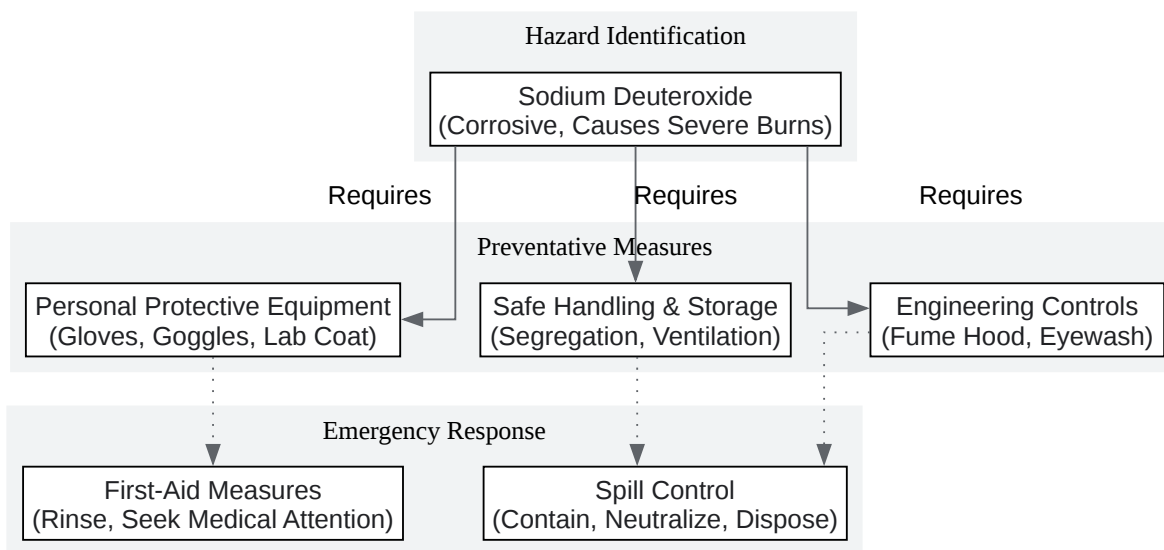 Hazard Identification
Sodium Deuteroxide
(Corrosive, Causes Severe Burns)
Requires
Requires
Requires
Preventative Measures
Personal Protective Equipment
(Gloves, Goggles, Lab Coat)
Safe Handling & Storage
(Segregation, Ventilation)
Engineering Controls
(Fume Hood, Eyewash)
Emergency Response
First-Aid Measures
(Rinse, Seek Medical Attention)
Spill Control
(Contain, Neutralize, Dispose)